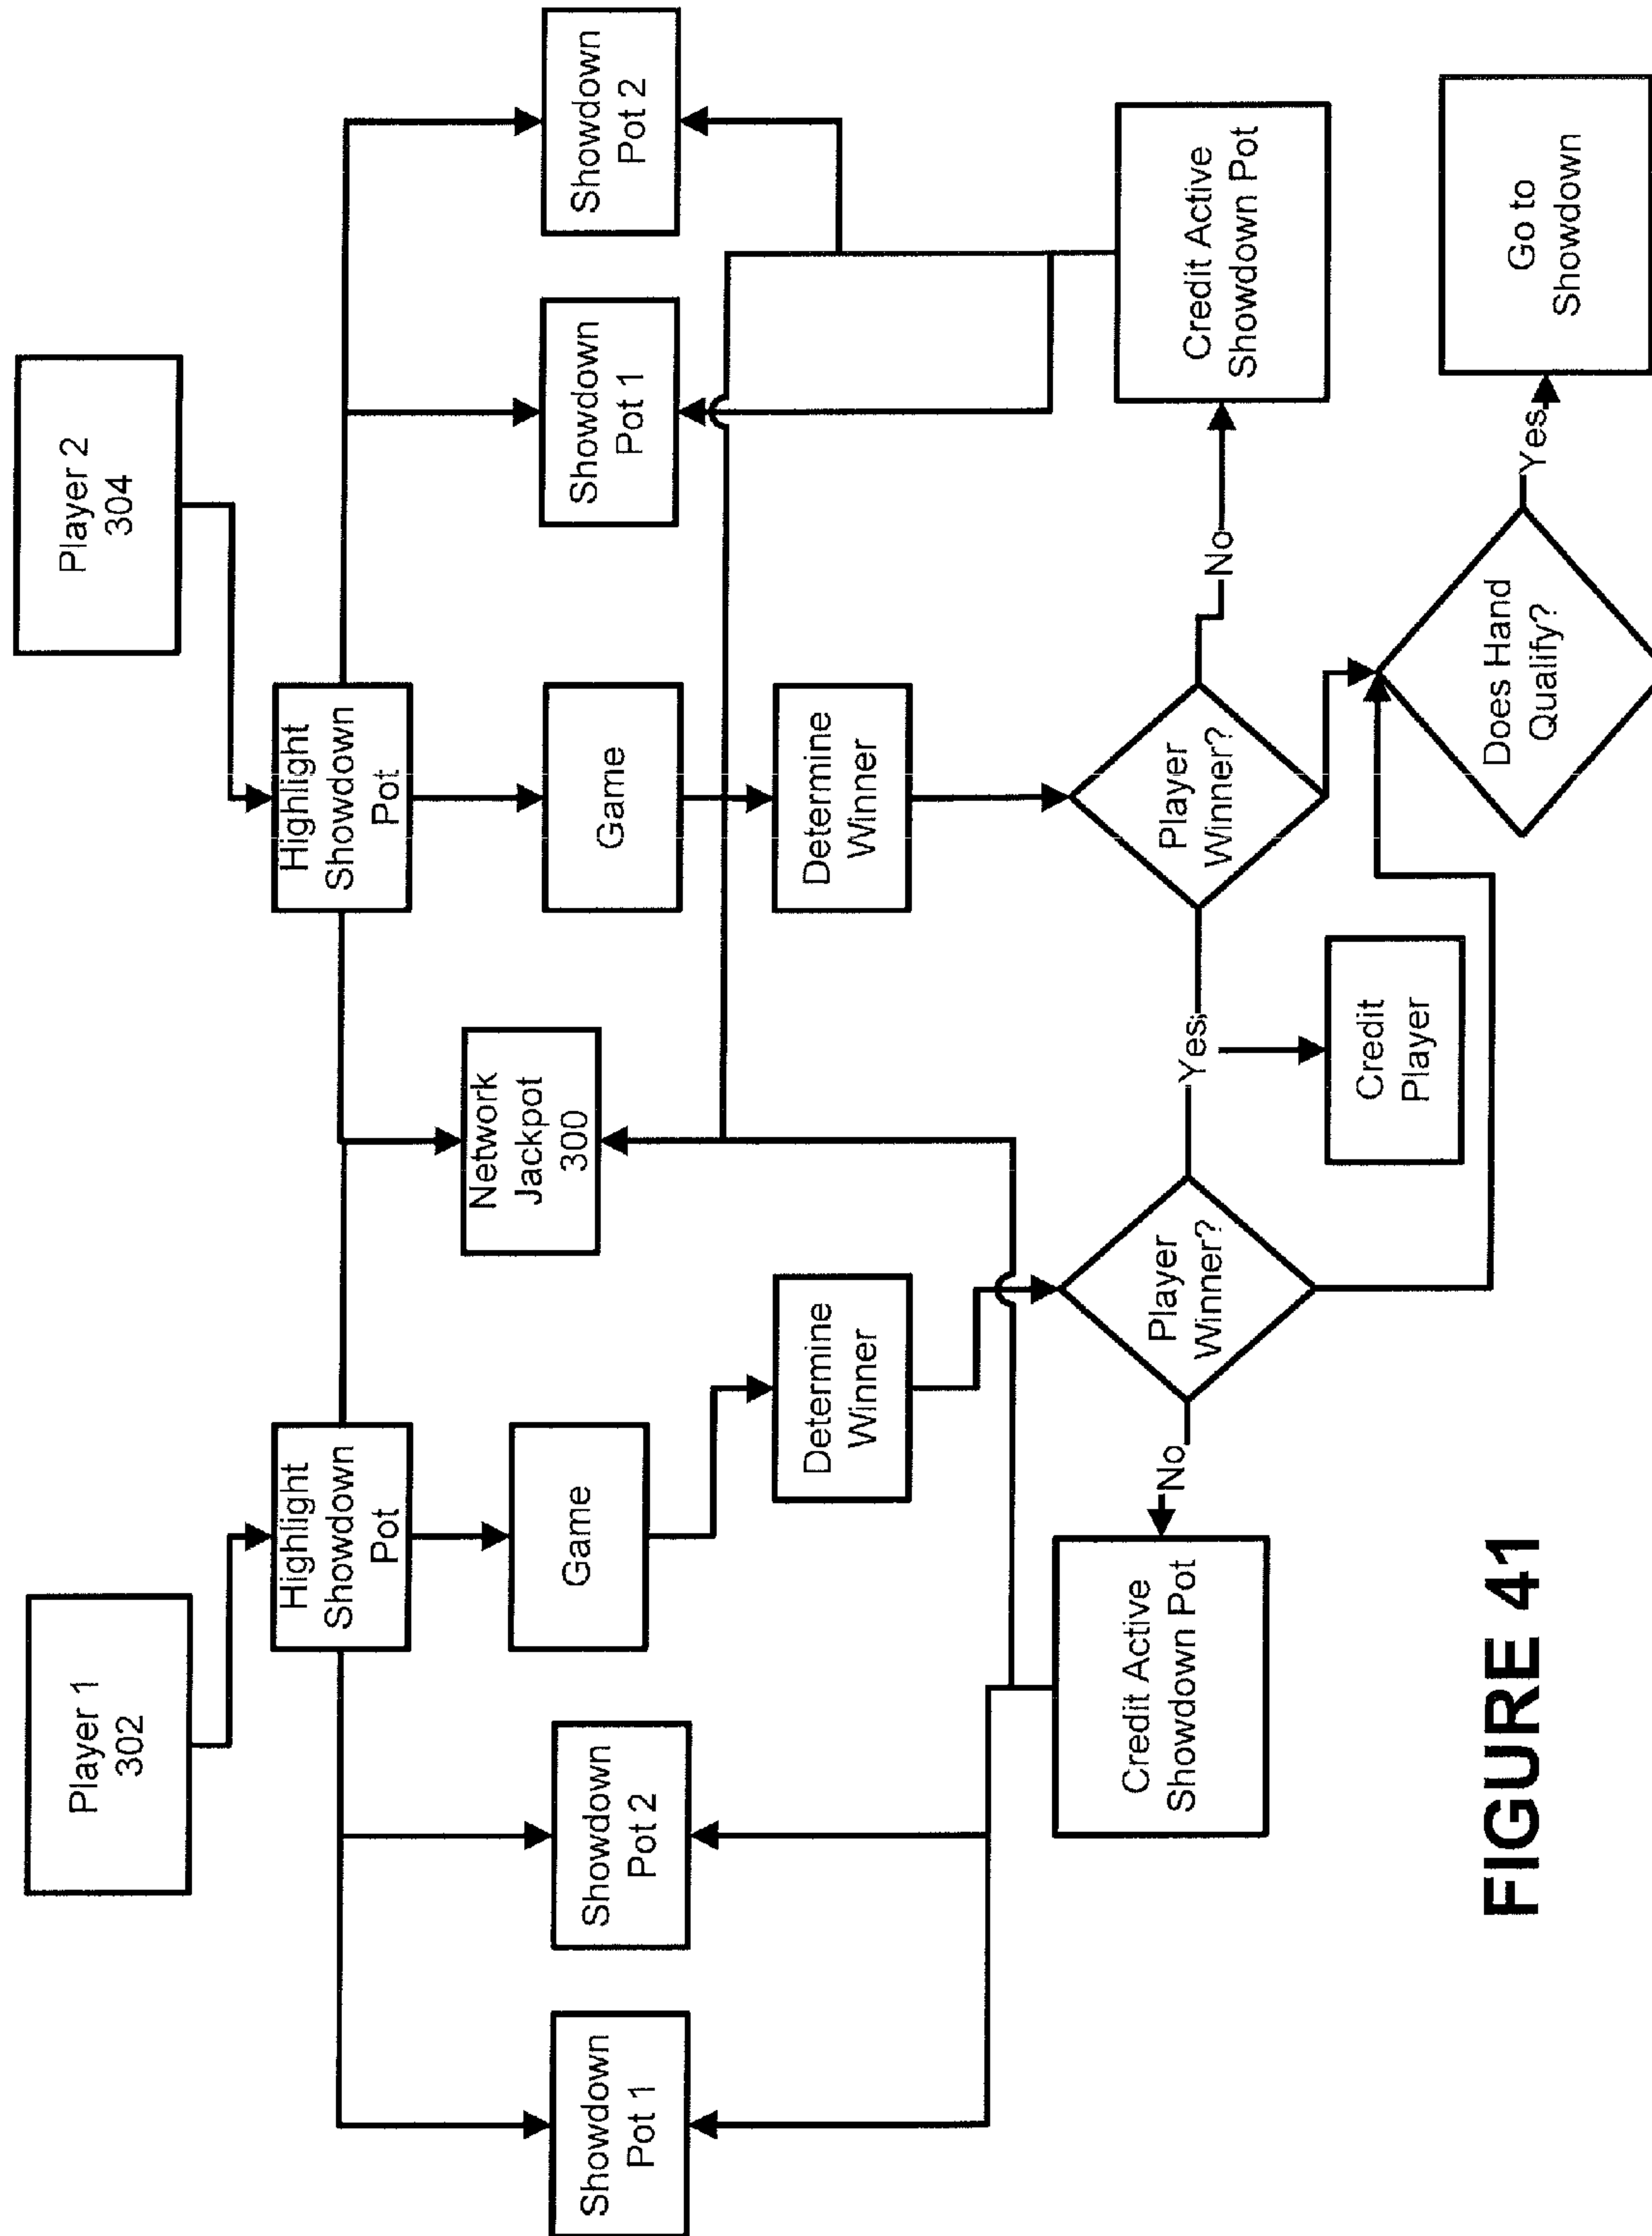 Player 1
302
Player 2
304
Highlight
Showdown
Pot
Highlight
Showdown
Pot
Showdown
Pot 1
Showdown
Pot 2
Game
Network
Jackpot
300
Game
Showdown
Pot 1
Showdown
Pot 2
Determine
Winner
Determine
Winner
Credit Active
Showdown Pot
No
Player
Winner?
Yes
Player
Winner?
No
Credit Active
Showdown Pot
Credit
Player
Does Hand
Qualify?
Yes
Go to
Showdown
FIGURE 41